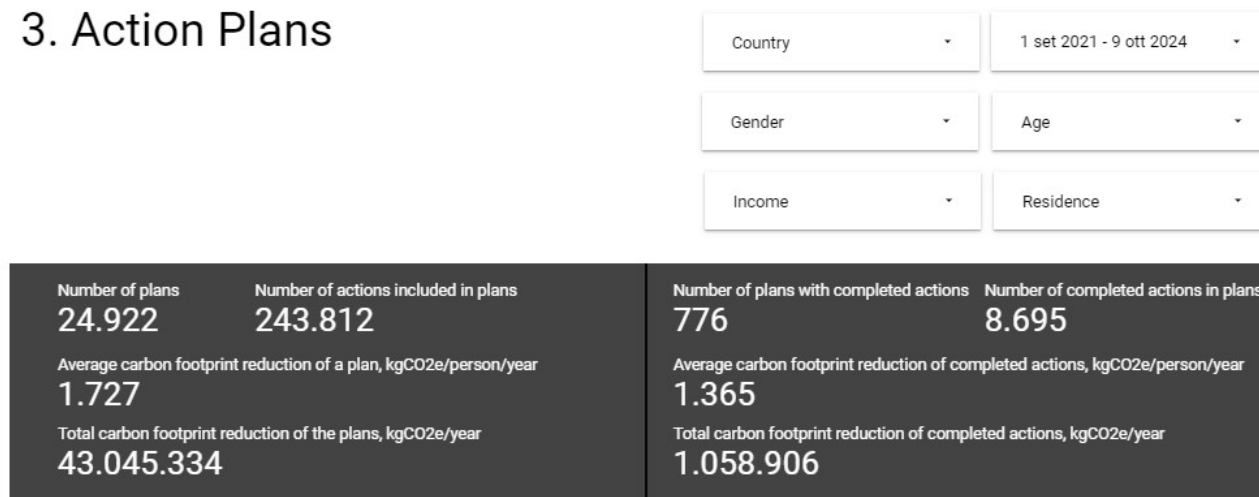 3. Action Plans
Country
1 set 2021 - 9 ott 2024
Gender
Age
Income
Residence
Number of plans
24.922
Number of actions included in plans
243.812
Average carbon footprint reduction of a plan, kgCO2e/person/year
1.727
Total carbon footprint reduction of the plans, kgCO2e/year
43.045.334
Number of plans with completed actions
776
Number of completed actions in plans
8.695
Average carbon footprint reduction of completed actions, kgCO2e/person/year
1.365
Total carbon footprint reduction of completed actions, kgCO2e/year
1.058.906